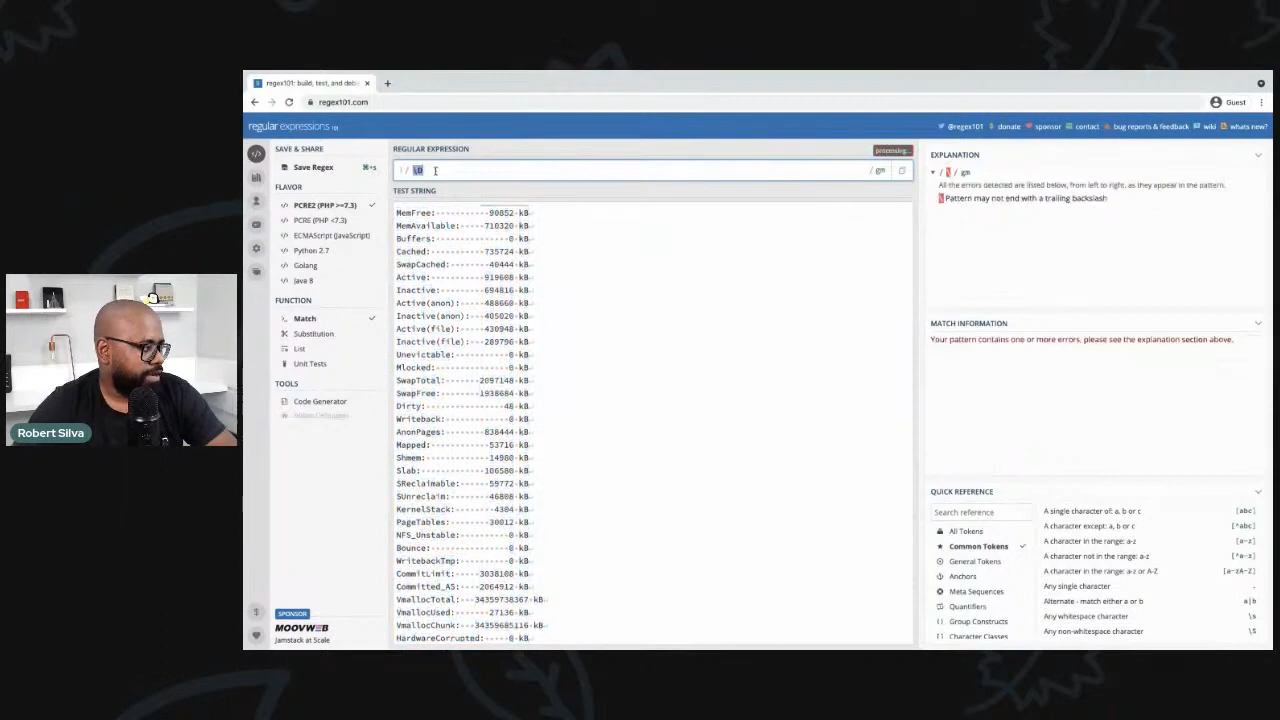 regex101: build, test, and deb
regex101.com
Guest
regular expressions 101
@regex101
donate
sponsor
contact
bug reports & feedback
wiki
whats new?
SAVE & SHARE
Save Regex
⌘+s
FLAVOR
PCRE2 (PHP >=7.3)
PCRE (PHP <7.3)
ECMAScript (JavaScript)
Python 2.7
Golang
Java 8
FUNCTION
Match
Substitution
List
Unit Tests
TOOLS
Code Generator
SPONSOR
MOOVWEB
Jamstack at Scale
REGULAR EXPRESSION
processing...
/ \D
/ gm
TEST STRING
MemFree:··········90852·kB
MemAvailable:·····710320·kB
Buffers:··············0·kB
Cached:··········735724·kB
SwapCached:·······40444·kB
Active:··········919608·kB
Inactive:········694816·kB
Active(anon):····488660·kB
Inactive(anon):··405020·kB
Active(file):····430948·kB
Inactive(file):··289796·kB
Unevictable:··········0·kB
Mlocked:··············0·kB
SwapTotal:······2097148·kB
SwapFree:·······1938684·kB
Dirty:···············48·kB
Writeback:············0·kB
AnonPages:·······838444·kB
Mapped:···········53716·kB
Shmem:············14980·kB
Slab:············106580·kB
SReclaimable:·····59772·kB
SUnreclaim:·······46808·kB
KernelStack:·······4304·kB
PageTables:·······30012·kB
NFS_Unstable:·········0·kB
Bounce:···············0·kB
WritebackTmp:·········0·kB
CommitLimit:····3038108·kB
Committed_AS:···2064912·kB
VmallocTotal:···34359738367·kB
VmallocUsed:······27136·kB
VmallocChunk:···34359685116·kB
HardwareCorrupted:·····0·kB
EXPLANATION
/ \ / gm
All the errors detected are listed below, from left to right, as they appear in the pattern.
\ Pattern may not end with a trailing backslash
MATCH INFORMATION
Your pattern contains one or more errors, please see the explanation section above.
QUICK REFERENCE
Search reference
All Tokens
Common Tokens
General Tokens
Anchors
Meta Sequences
Quantifiers
Group Constructs
Character Classes
A single character of: a, b or c [abc]
A character except: a, b or c [^abc]
A character in the range: a-z [a-z]
A character not in the range: a-z [^a-z]
A character in the range: a-z or A-Z [a-zA-Z]
Any single character .
Alternate - match either a or b a|b
Any whitespace character \s
Any non-whitespace character \S
Robert Silva